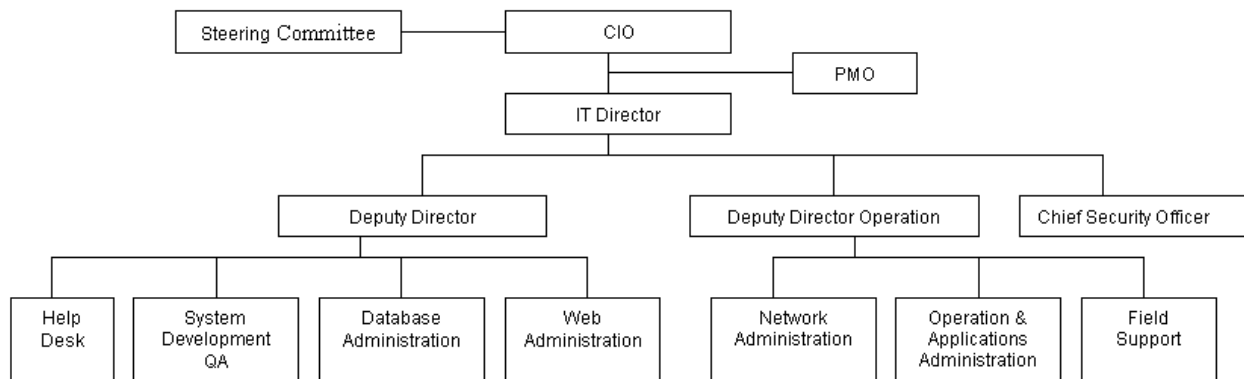 Steering Committee
CIO
PMO
IT Director
Deputy Director
Deputy Director Operation
Chief Security Officer
Help
Desk
System
Development
QA
Database
Administration
Web
Administration
Network
Administration
Operation &
Applications
Administration
Field
Support